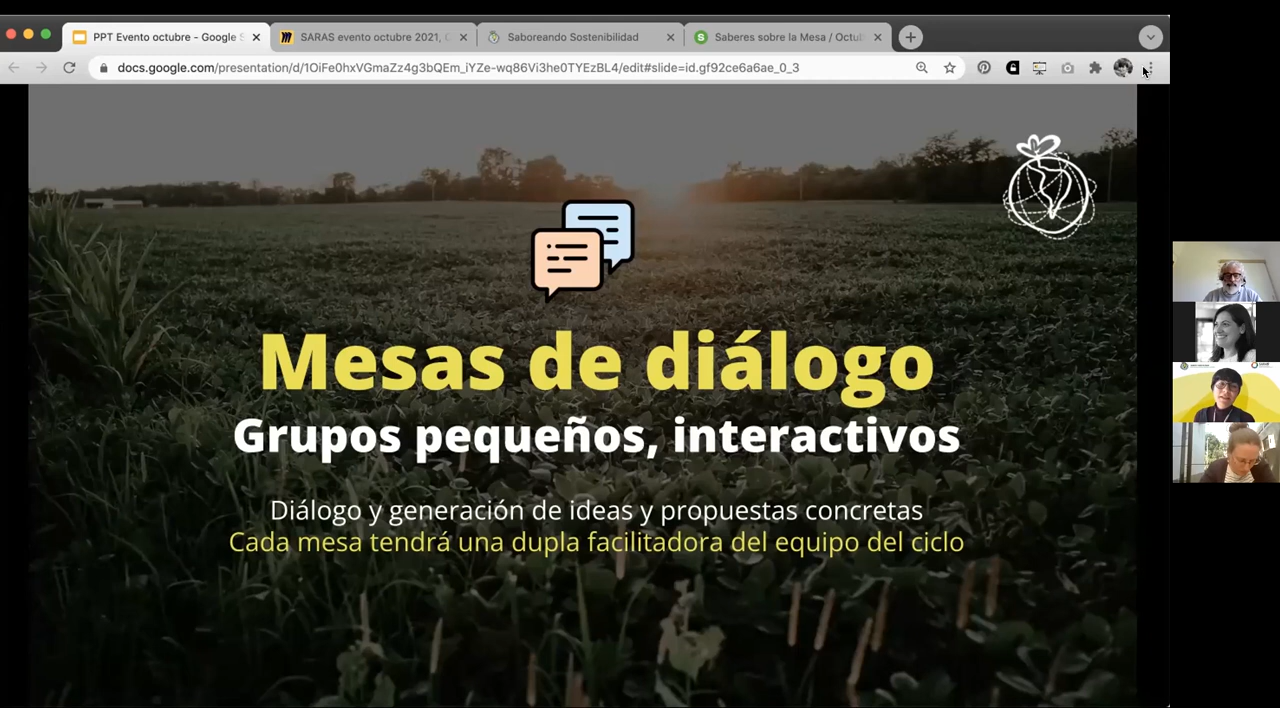 PPT Evento octubre - Google S
SARAS evento octubre 2021, C
Saboreando Sostenibilidad
Saberes sobre la Mesa / Octu
docs.google.com/presentation/d/1OiFe0hxVGmaZz4g3bQEm_iYZe-wq86Vi3he0TYEzBL4/edit#slide=id.gf92ce6a6ae_0_3
Mesas de diálogo
Grupos pequeños, interactivos
Diálogo y generación de ideas y propuestas concretas
Cada mesa tendrá una dupla facilitadora del equipo del ciclo